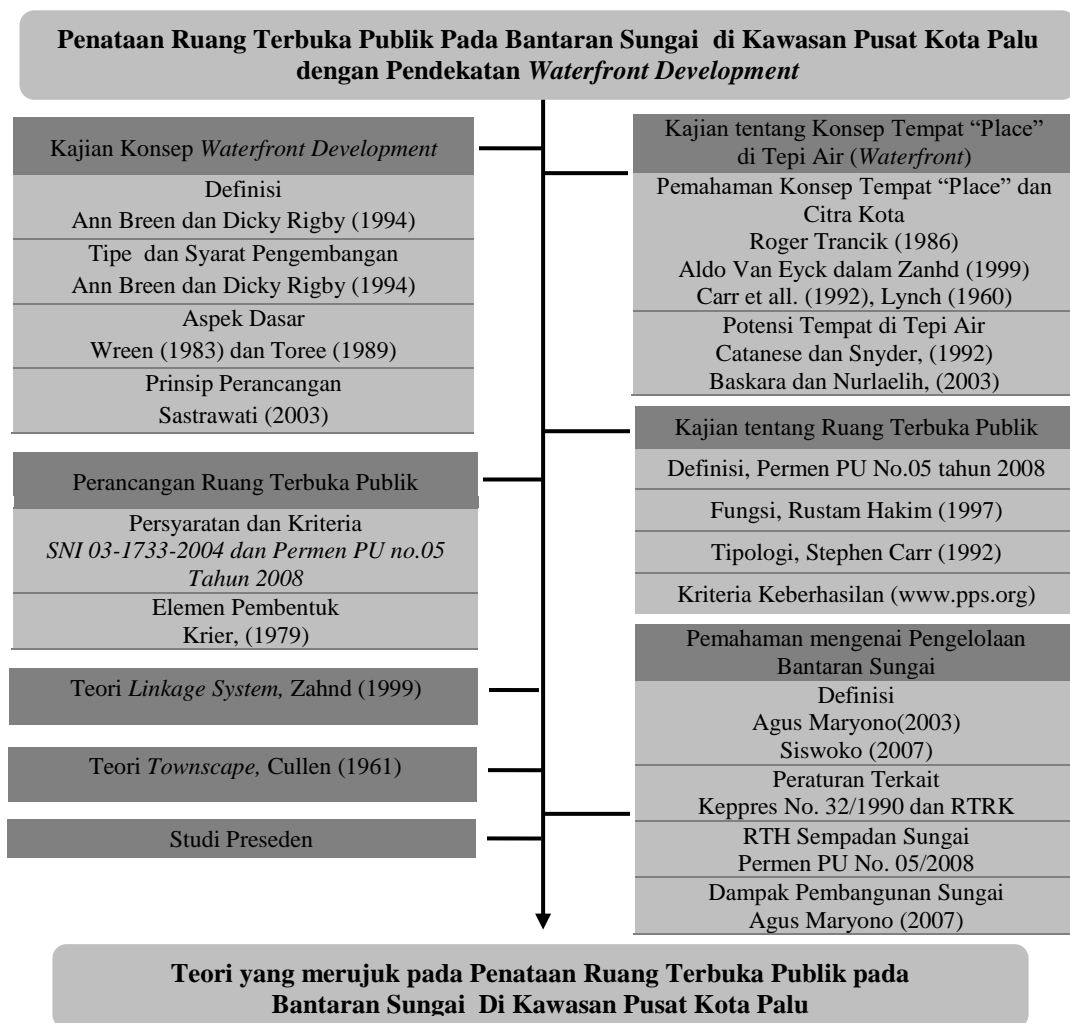 Penataan Ruang Terbuka Publik Pada Bantaran Sungai di Kawasan Pusat Kota Palu
dengan Pendekatan Waterfront Development
Kajian Konsep Waterfront Development
Definisi
Ann Breen dan Dicky Rigby (1994)
Tipe dan Syarat Pengembangan
Ann Breen dan Dicky Rigby (1994)
Aspek Dasar
Wreen (1983) dan Toree (1989)
Prinsip Perancangan
Sastrawati (2003)
Perancangan Ruang Terbuka Publik
Persyaratan dan Kriteria
SNI 03-1733-2004 dan Permen PU no.05
Tahun 2008
Elemen Pembentuk
Krier, (1979)
Teori Linkage System, Zahnd (1999)
Teori Townscape, Cullen (1961)
Studi Preseden
Kajian tentang Konsep Tempat “Place”
di Tepi Air (Waterfront)
Pemahaman Konsep Tempat “Place” dan
Citra Kota
Roger Trancik (1986)
Aldo Van Eyck dalam Zanhd (1999)
Carr et all. (1992), Lynch (1960)
Potensi Tempat di Tepi Air
Catanese dan Snyder, (1992)
Baskara dan Nurlaelih, (2003)
Kajian tentang Ruang Terbuka Publik
Definisi, Permen PU No.05 tahun 2008
Fungsi, Rustam Hakim (1997)
Tipologi, Stephen Carr (1992)
Kriteria Keberhasilan (www.pps.org)
Pemahaman mengenai Pengelolaan
Bantaran Sungai
Definisi
Agus Maryono(2003)
Siswoko (2007)
Peraturan Terkait
Keppres No. 32/1990 dan RTRK
RTH Sempadan Sungai
Permen PU No. 05/2008
Dampak Pembangunan Sungai
Agus Maryono (2007)
Teori yang merujuk pada Penataan Ruang Terbuka Publik pada
Bantaran Sungai Di Kawasan Pusat Kota Palu